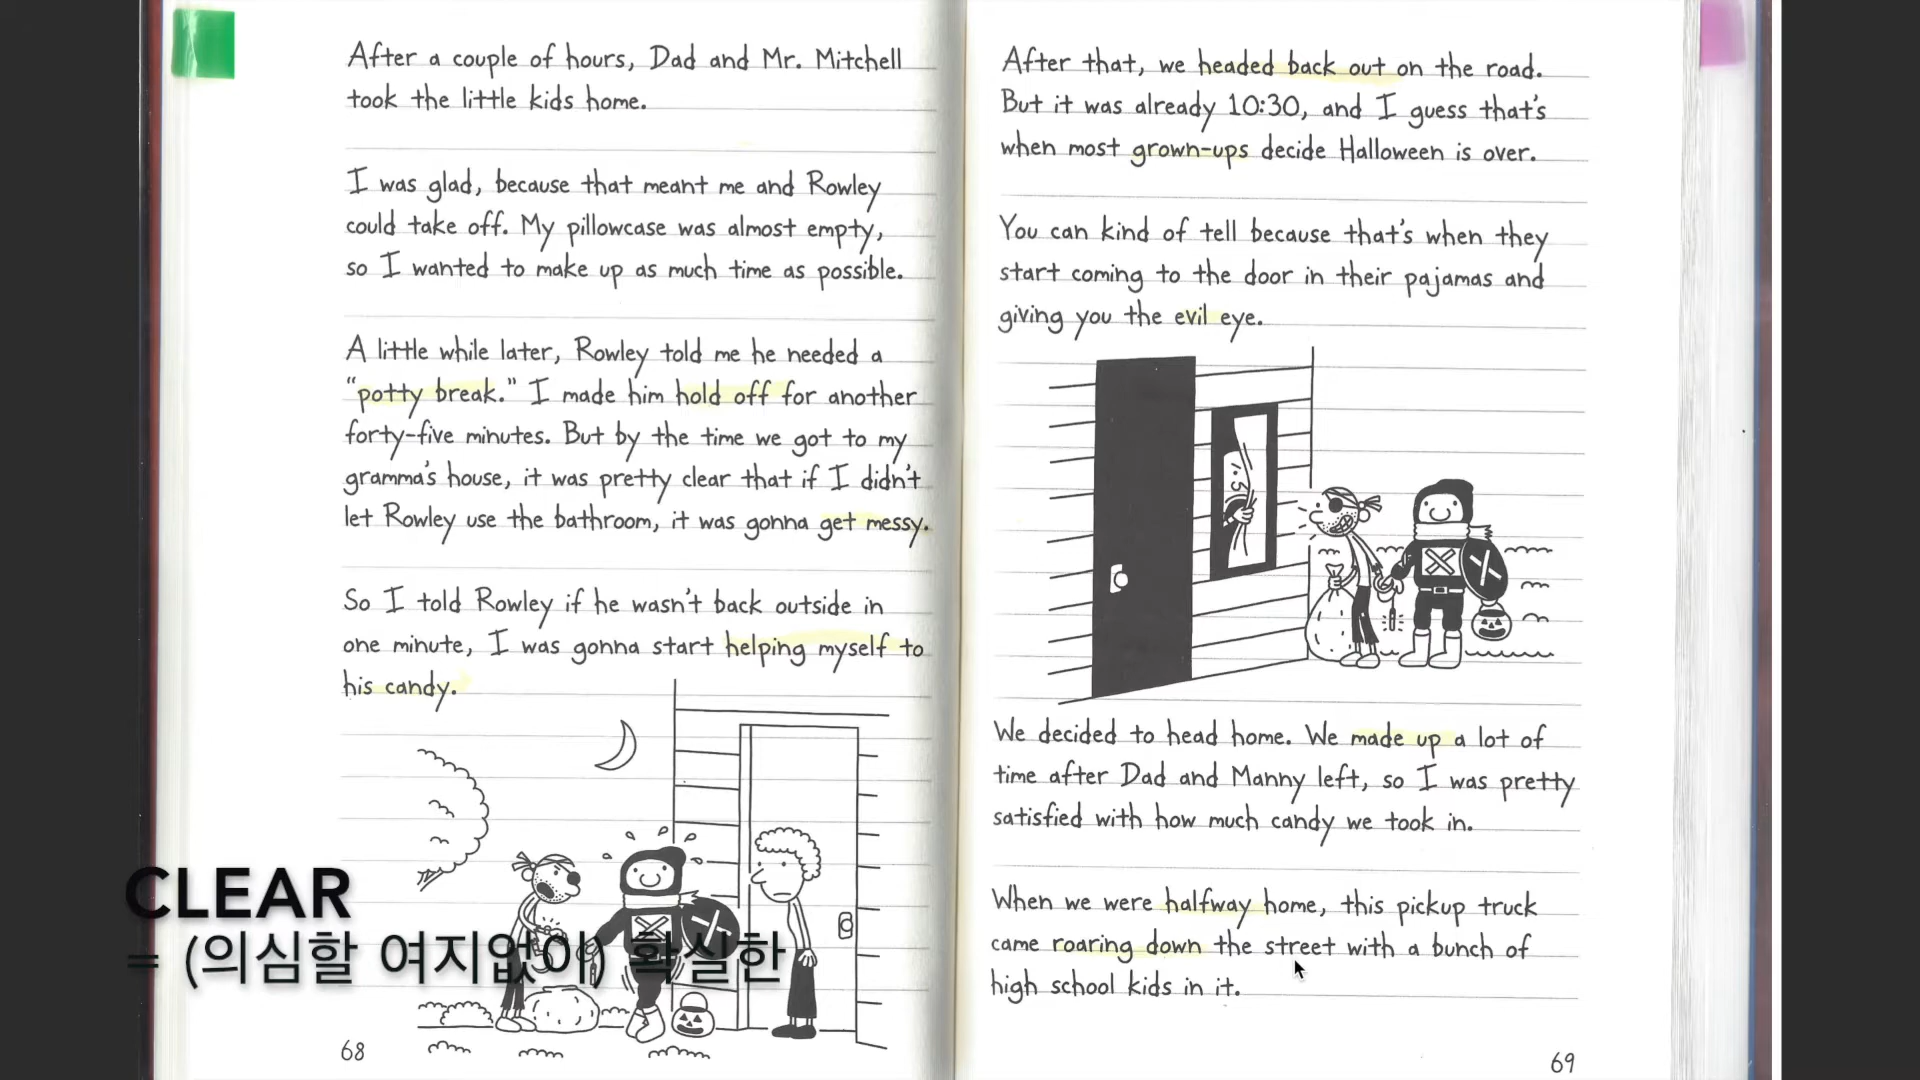 After a couple of hours, Dad and Mr. Mitchell
took the little kids home.
I was glad, because that meant me and Rowley
could take off. My pillowcase was almost empty,
so I wanted to make up as much time as possible.
A little while later, Rowley told me he needed a
“potty break.” I made him hold off for another
forty-five minutes. But by the time we got to my
gramma's house, it was pretty clear that if I didn't
let Rowley use the bathroom, it was gonna get messy.
So I told Rowley if he wasn't back outside in
one minute, I was gonna start helping myself to
his candy.
68
After that, we headed back out on the road.
But it was already 10:30, and I guess that's
when most grown-ups decide Halloween is over.
You can kind of tell because that's when they
start coming to the door in their pajamas and
giving you the evil eye.
We decided to head home. We made up a lot of
time after Dad and Manny left, so I was pretty
satisfied with how much candy we took in.
When we were halfway home, this pickup truck
came roaring down the street with a bunch of
high school kids in it.
69
CLEAR
= (의심할 여지없이) 확실한